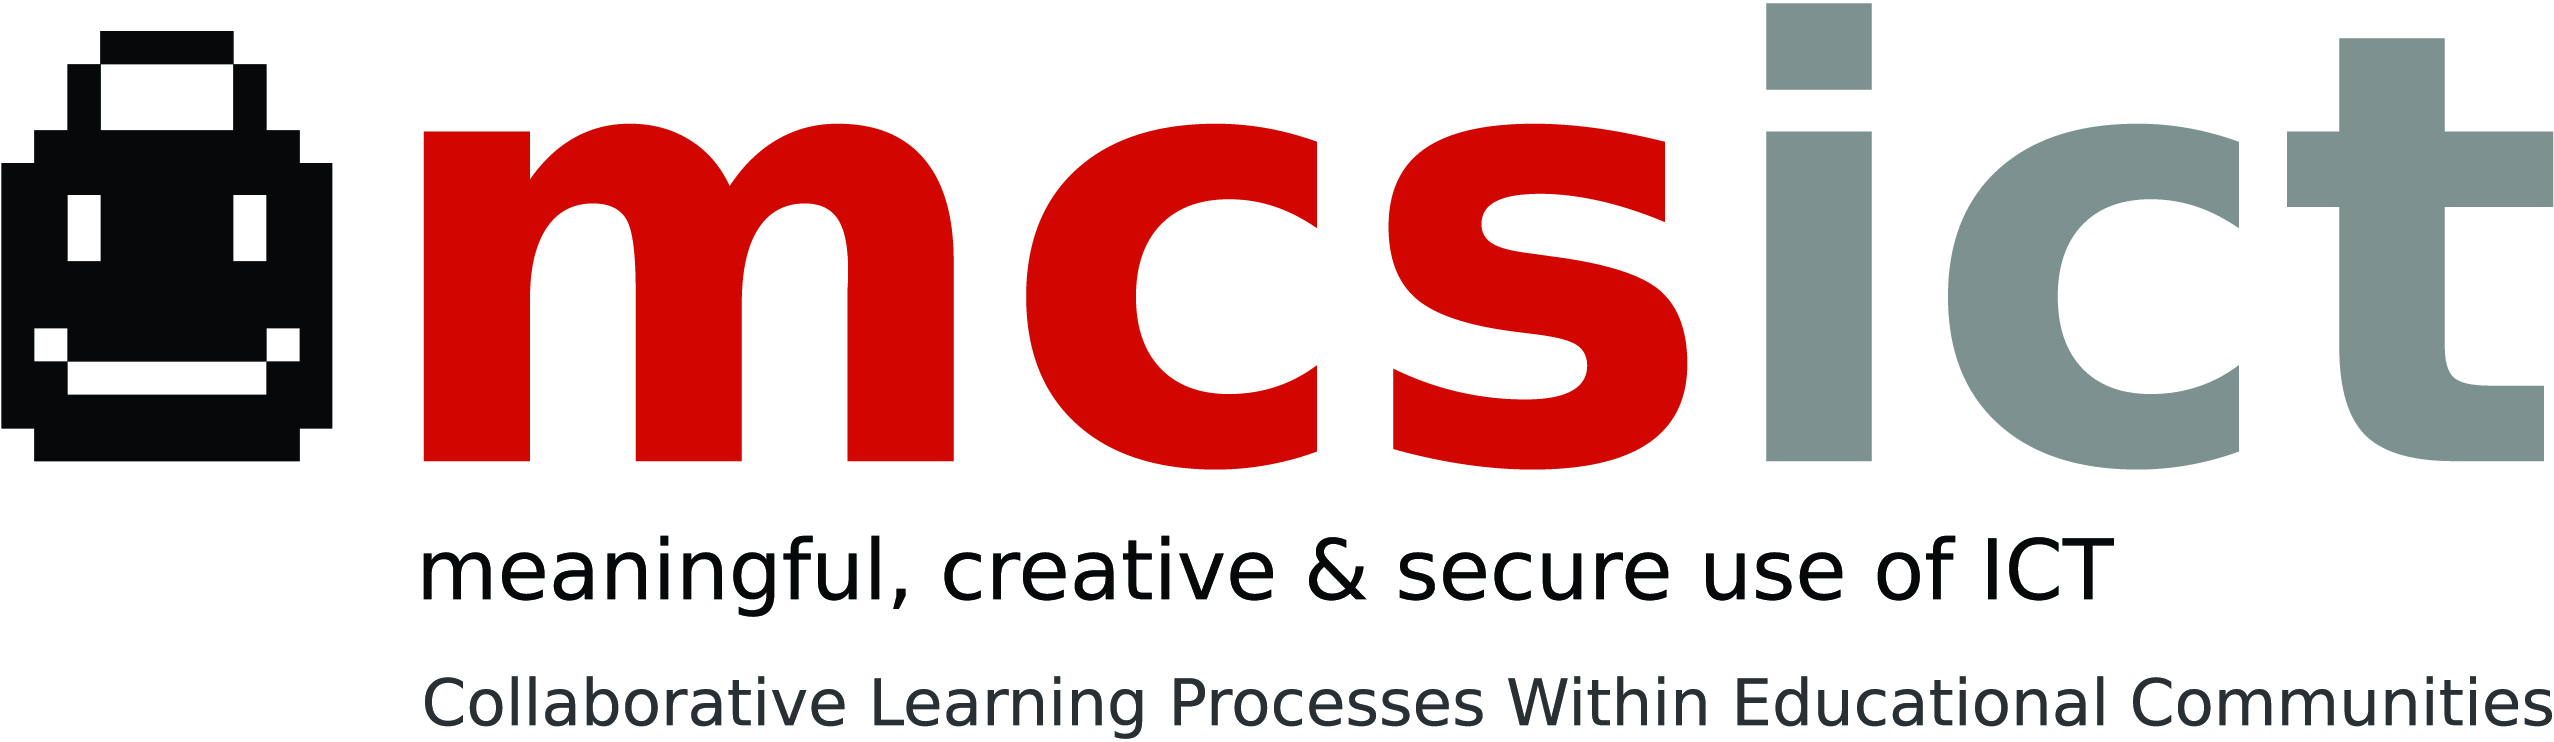 mcsict
meaningful, creative & secure use of ICT
Collaborative Learning Processes Within Educational Communities